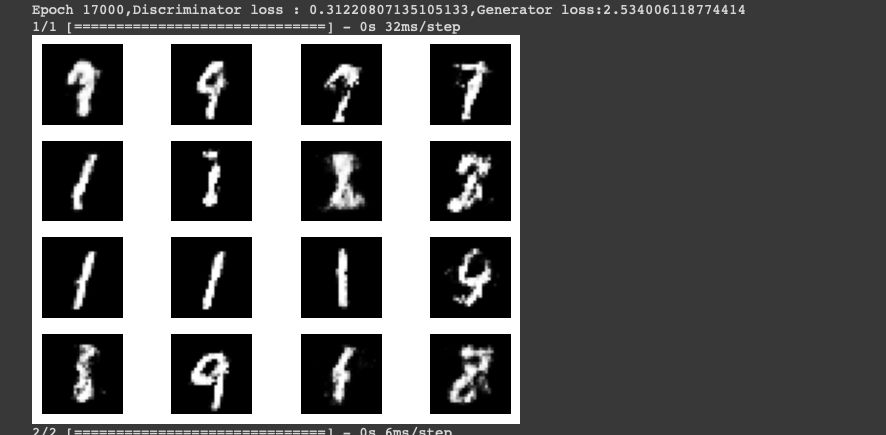 Epoch 17000,Discriminator loss : 0.31220807135105133,Generator loss:2.534006118774414
1/1 [==============================] - 0s 32ms/step
2/2 [==============================] - 0s 6ms/step